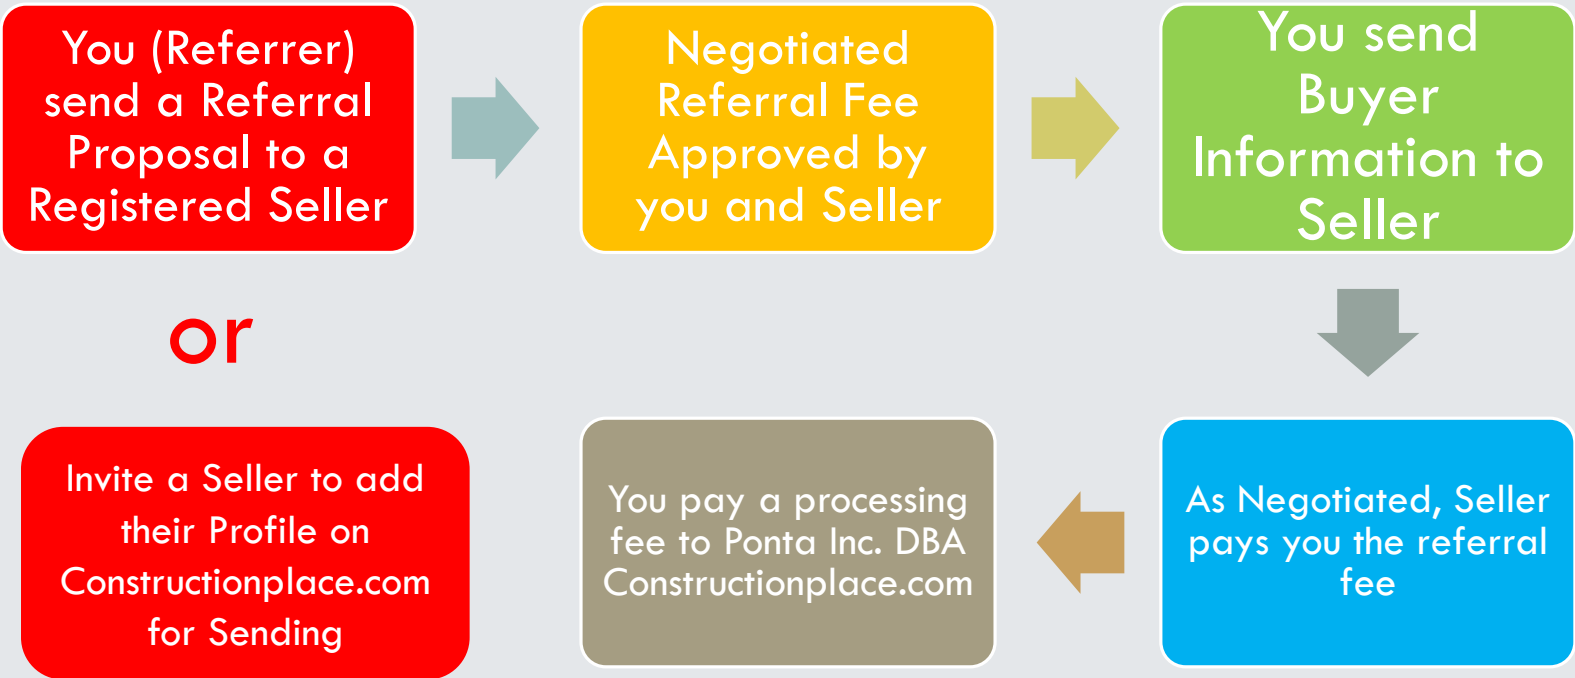 You (Referrer)
send a Referral
Proposal to a
Registered Seller
Negotiated
Referral Fee
Approved by
you and Seller
You send
Buyer
Information to
Seller
or
Invite a Seller to add
their Profile on
Constructionplace.com
for Sending
You pay a processing
fee to Ponta Inc. DBA
Constructionplace.com
As Negotiated, Seller
pays you the referral
fee